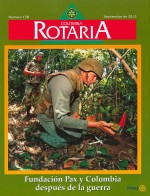 COLOMBIA
ROTARIA
Fundación Pax y Colombia
después de la guerra